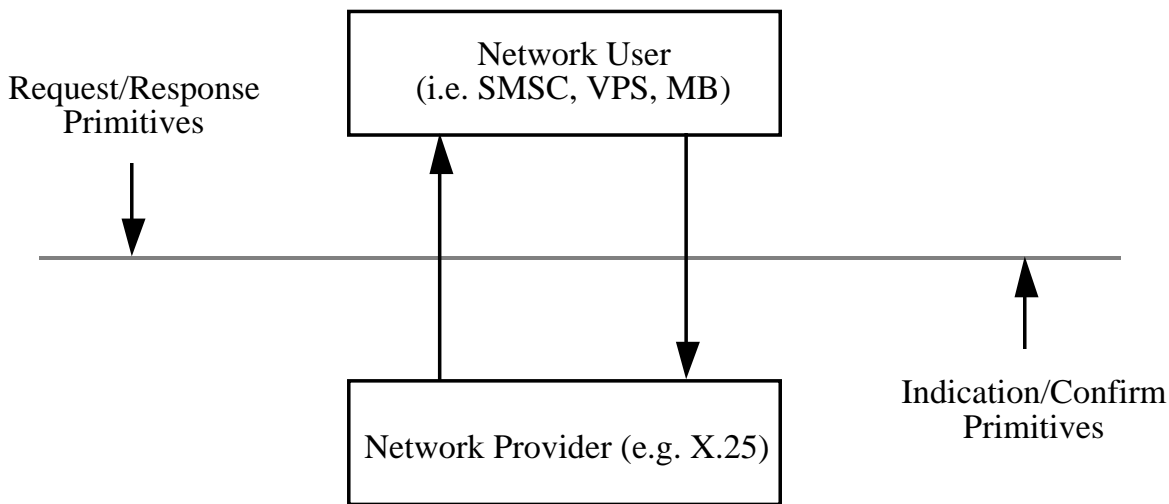 Network User
(i.e. SMSC, VPS, MB)
Request/Response
Primitives
Indication/Confirm
Primitives
Network Provider (e.g. X.25)